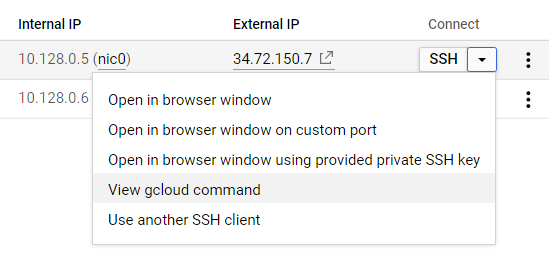 Internal IP External IP Connect
10.128.0.5 (nic0) 34.72.150.7 SSH
10.128.0.6
Open in browser window
Open in browser window on custom port
Open in browser window using provided private SSH key
View gcloud command
Use another SSH client